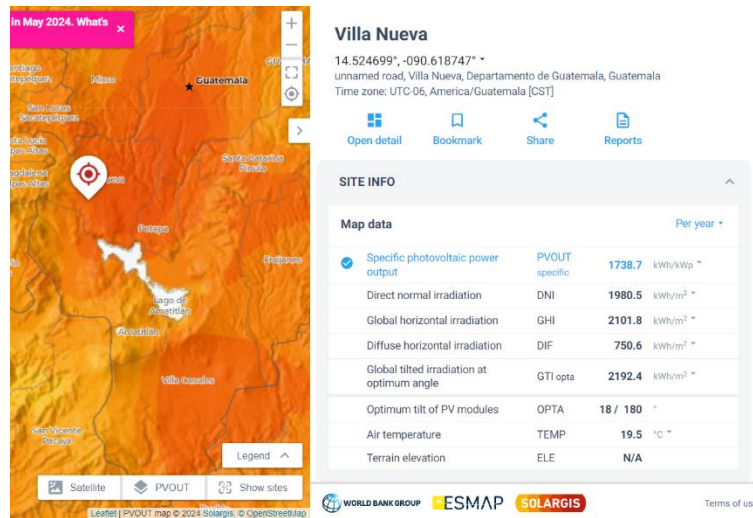 in May 2024. What's
×
Guatemala
Mixco
San Lucas
Sacatepéquez
Santa Catarina
Pinula
Petapa
Fraijanes
Lago de
Amatitlán
Amatitlán
Villa Canales
San Vicente
Pacaya
Legend
Satellite
PVOUT
Show sites
Leaflet | PVOUT map © 2024 Solargis, © OpenStreetMap
Villa Nueva
14.524699°, -090.618747°
unnamed road, Villa Nueva, Departamento de Guatemala, Guatemala
Time zone: UTC-06, America/Guatemala [CST]
Open detail Bookmark Share Reports
SITE INFO
Map data Per year
Specific photovoltaic power output PVOUT specific 1738.7 kWh/kWp
Direct normal irradiation DNI 1980.5 kWh/m²
Global horizontal irradiation GHI 2101.8 kWh/m²
Diffuse horizontal irradiation DIF 750.6 kWh/m²
Global tilted irradiation at optimum angle GTI opta 2192.4 kWh/m²
Optimum tilt of PV modules OPTA 18 / 180 °
Air temperature TEMP 19.5 °C
Terrain elevation ELE N/A
WORLD BANK GROUP ESMAP SOLARGIS Terms of us